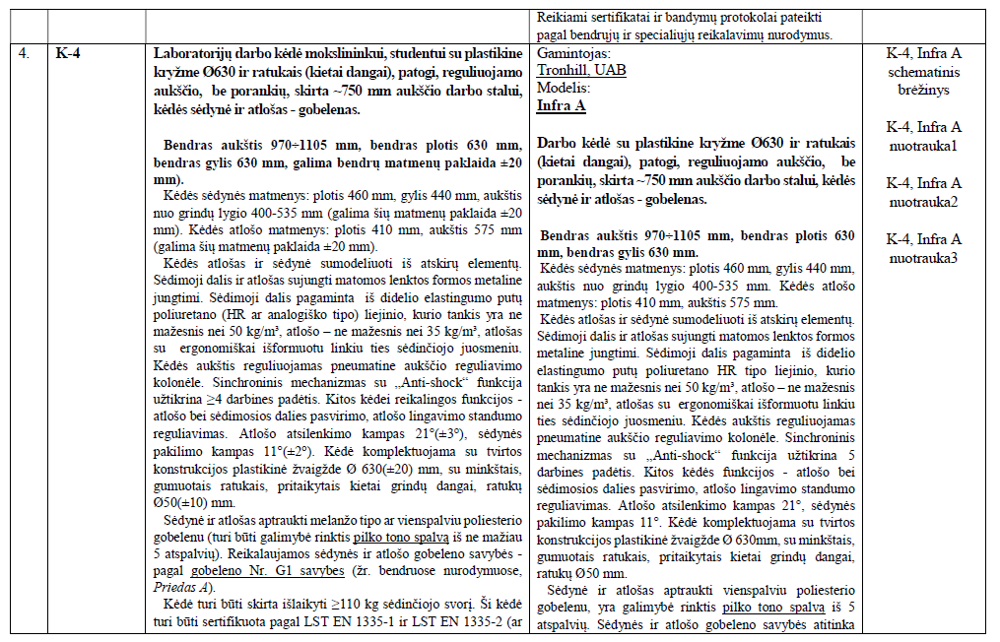 Reikiami sertifikatai ir bandymų protokolai pateikti
pagal bendrųjų ir specialiųjų reikalavimų nurodymus.
4.
K-4
Laboratorijų darbo kėdė mokslininkui, studentui su plastikine
kryžme Ø630 ir ratukais (kietai dangai), patogi, reguliuojamo
aukščio, be porankių, skirta ~750 mm aukščio darbo stalui,
kėdės sėdynė ir atlošas - gobelenas.
Bendras aukštis 970÷1105 mm, bendras plotis 630 mm,
bendras gylis 630 mm, galima bendrų matmenų paklaida ±20
mm).
Kėdės sėdynės matmenys: plotis 460 mm, gylis 440 mm, aukštis
nuo grindų lygio 400-535 mm (galima šių matmenų paklaida ±20
mm). Kėdės atlošo matmenys: plotis 410 mm, aukštis 575 mm
(galima šių matmenų paklaida ±20 mm).
Kėdės atlošas ir sėdynė sumodeliuoti iš atskirų elementų.
Sėdimoji dalis ir atlošas sujungti matomos lenktos formos metaline
jungtimi. Sėdimoji dalis pagaminta iš didelio elastingumo putų
poliuretano (HR ar analogiško tipo) liejinio, kurio tankis yra ne
mažesnis nei 50 kg/m³, atlošo – ne mažesnis nei 35 kg/m³, atlošas
su ergonomiškai išformuotu linkiu ties sėdinčiojo juosmeniu.
Kėdės aukštis reguliuojamas pneumatine aukščio reguliavimo
kolonėle. Sinchroninis mechanizmas su „Anti-shock“ funkcija
užtikrina ≥4 darbines padėtis. Kitos kėdei reikalingos funkcijos -
atlošo bei sėdimosios dalies pasvirimo, atlošo lingavimo standumo
reguliavimas. Atlošo atsilenkimo kampas 21°(±3°), sėdynės
pakilimo kampas 11°(±2°). Kėdė komplektuojama su tvirtos
konstrukcijos plastikinė žvaigždė Ø 630(±20) mm, su minkštais,
gumuotais ratukais, pritaikytais kietai grindų dangai, ratukų
Ø50(±10) mm.
Sėdynė ir atlošas aptraukti melanžo tipo ar vienspalviu poliesterio
gobelenu (turi būti galimybė rinktis pilko tono spalvą iš ne mažiau
5 atspalvių). Reikalaujamos sėdynės ir atlošo gobeleno savybės -
pagal gobeleno Nr. G1 savybes (žr. bendruose nurodymuose,
Priedas A).
Kėdė turi būti skirta išlaikyti ≥110 kg sėdinčiojo svorį. Ši kėdė
turi būti sertifikuota pagal LST EN 1335-1 ir LST EN 1335-2 (ar
Gamintojas:
Tronhill, UAB
Modelis:
Infra A
Darbo kėdė su plastikine kryžme Ø630 ir ratukais
(kietai dangai), patogi, reguliuojamo aukščio, be
porankių, skirta ~750 mm aukščio darbo stalui, kėdės
sėdynė ir atlošas - gobelenas.
Bendras aukštis 970÷1105 mm, bendras plotis 630
mm, bendras gylis 630 mm.
Kėdės sėdynės matmenys: plotis 460 mm, gylis 440 mm,
aukštis nuo grindų lygio 400-535 mm. Kėdės atlošo
matmenys: plotis 410 mm, aukštis 575 mm.
Kėdės atlošas ir sėdynė sumodeliuoti iš atskirų elementų.
Sėdimoji dalis ir atlošas sujungti matomos lenktos formos
metaline jungtimi. Sėdimoji dalis pagaminta iš didelio
elastingumo putų poliuretano HR tipo liejinio, kurio
tankis yra ne mažesnis nei 50 kg/m³, atlošo – ne mažesnis
nei 35 kg/m³, atlošas su ergonomiškai išformuotu linkiu
ties sėdinčiojo juosmeniu. Kėdės aukštis reguliuojamas
pneumatine aukščio reguliavimo kolonėle. Sinchroninis
mechanizmas su „Anti-shock“ funkcija užtikrina 5
darbines padėtis. Kitos kėdės funkcijos - atlošo bei
sėdimosios dalies pasvirimo, atlošo lingavimo standumo
reguliavimas. Atlošo atsilenkimo kampas 21°, sėdynės
pakilimo kampas 11°. Kėdė komplektuojama su tvirtos
konstrukcijos plastikinė žvaigždė Ø 630mm, su minkštais,
gumuotais ratukais, pritaikytais kietai grindų dangai,
ratukų Ø50 mm.
Sėdynė ir atlošas aptraukti vienspalviu poliesterio
gobelenu, yra galimybė rinktis pilko tono spalvą iš 5
atspalvių. Sėdynės ir atlošo gobeleno savybės atitinka
K-4, Infra A
schematinis
brėžinys
K-4, Infra A
nuotrauka1
K-4, Infra A
nuotrauka2
K-4, Infra A
nuotrauka3